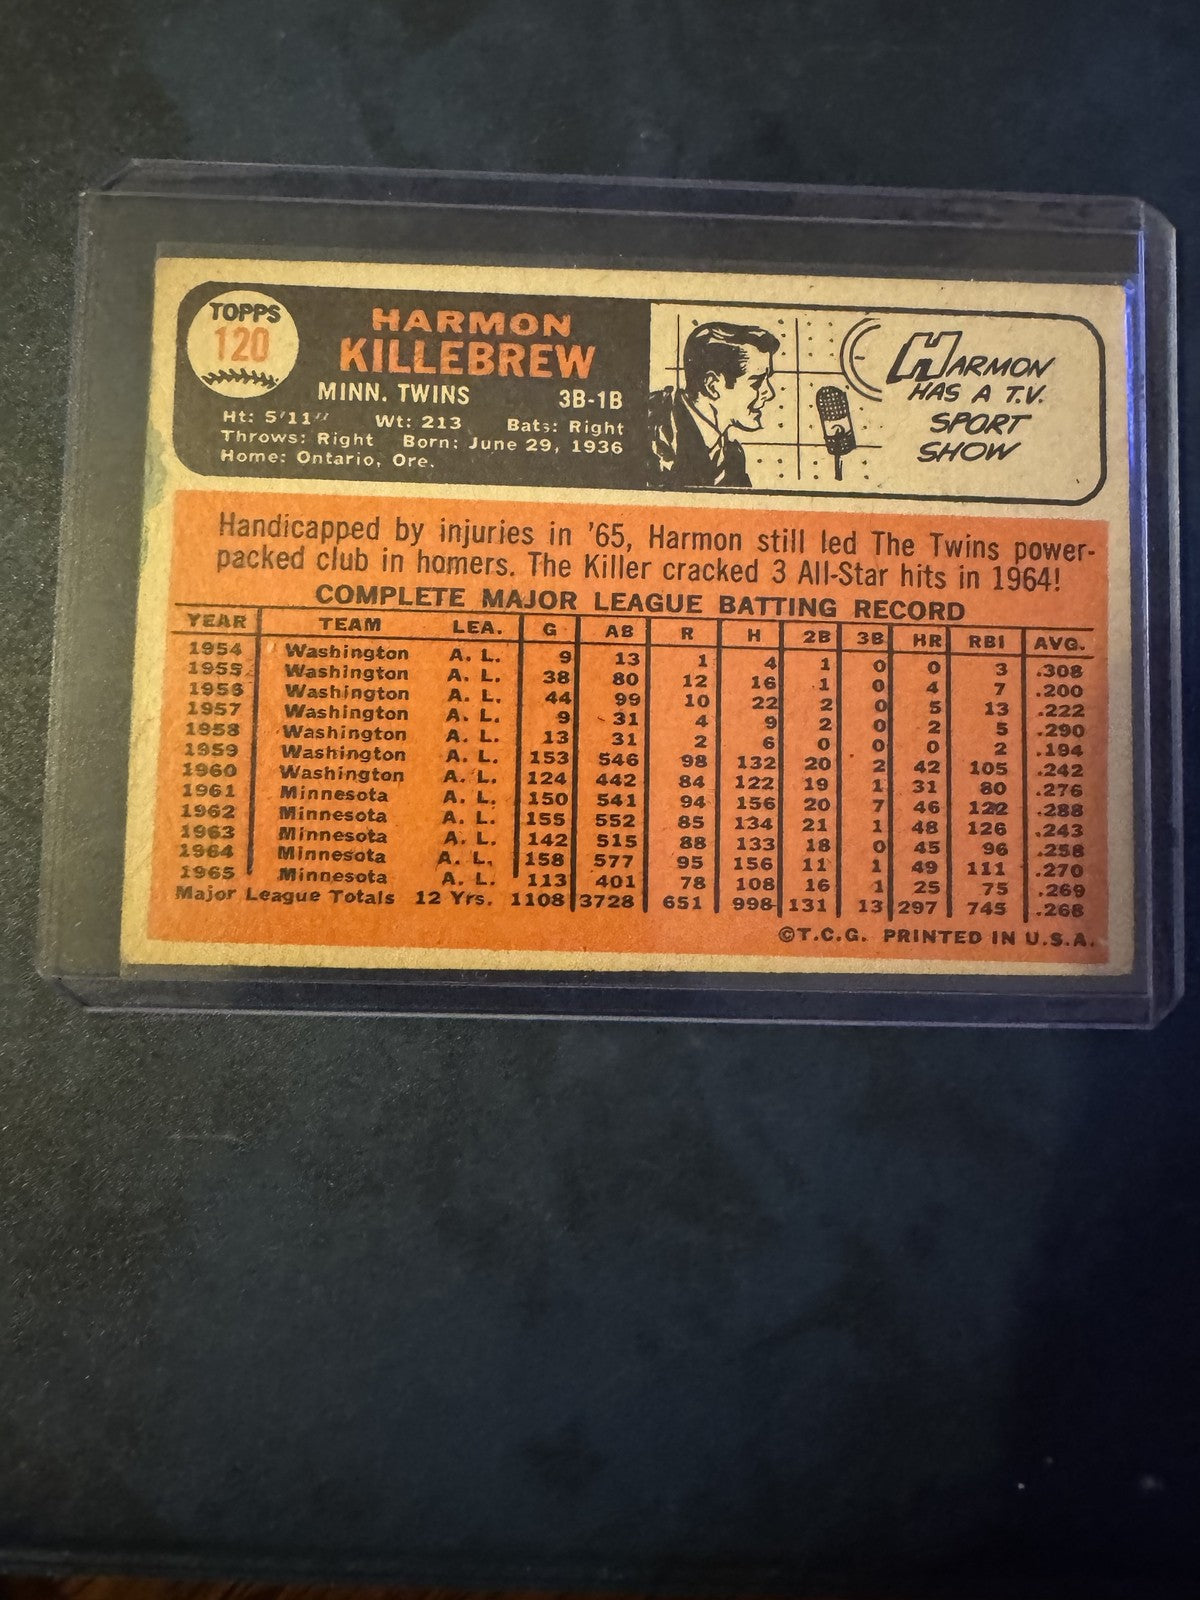 TOPPS
120
HARMON
KILLEBREW
MINN. TWINS 3B-1B
Ht: 5'11" Wt: 213 Bats: Right
Throws: Right Born: June 29, 1936
Home: Ontario, Ore.
HARMON
HAS A T.V.
SPORT
SHOW
Handicapped by injuries in '65, Harmon still led The Twins power-
packed club in homers. The Killer cracked 3 All-Star hits in 1964!
COMPLETE MAJOR LEAGUE BATTING RECORD
YEAR TEAM LEA. G AB R H 2B 3B HR RBI AVG.
1954 Washington A. L. 9 13 1 4 1 0 0 3 .308
1955 Washington A. L. 38 80 12 16 1 0 4 7 .200
1956 Washington A. L. 44 99 10 22 2 0 5 13 .222
1957 Washington A. L. 9 31 4 9 2 0 2 5 .290
1958 Washington A. L. 13 31 2 6 0 0 0 2 .194
1959 Washington A. L. 153 546 98 132 20 2 42 105 .242
1960 Washington A. L. 124 442 84 122 19 1 31 80 .276
1961 Minnesota A. L. 150 541 94 156 20 7 46 122 .288
1962 Minnesota A. L. 155 552 85 134 21 1 48 126 .243
1963 Minnesota A. L. 142 515 88 133 18 0 45 96 .258
1964 Minnesota A. L. 158 577 95 156 11 1 49 111 .270
1965 Minnesota A. L. 113 401 78 108 16 1 25 75 .269
Major League Totals 12 Yrs. 1108 3728 651 998 131 13 297 745 .268
©T.C.G. PRINTED IN U.S.A.